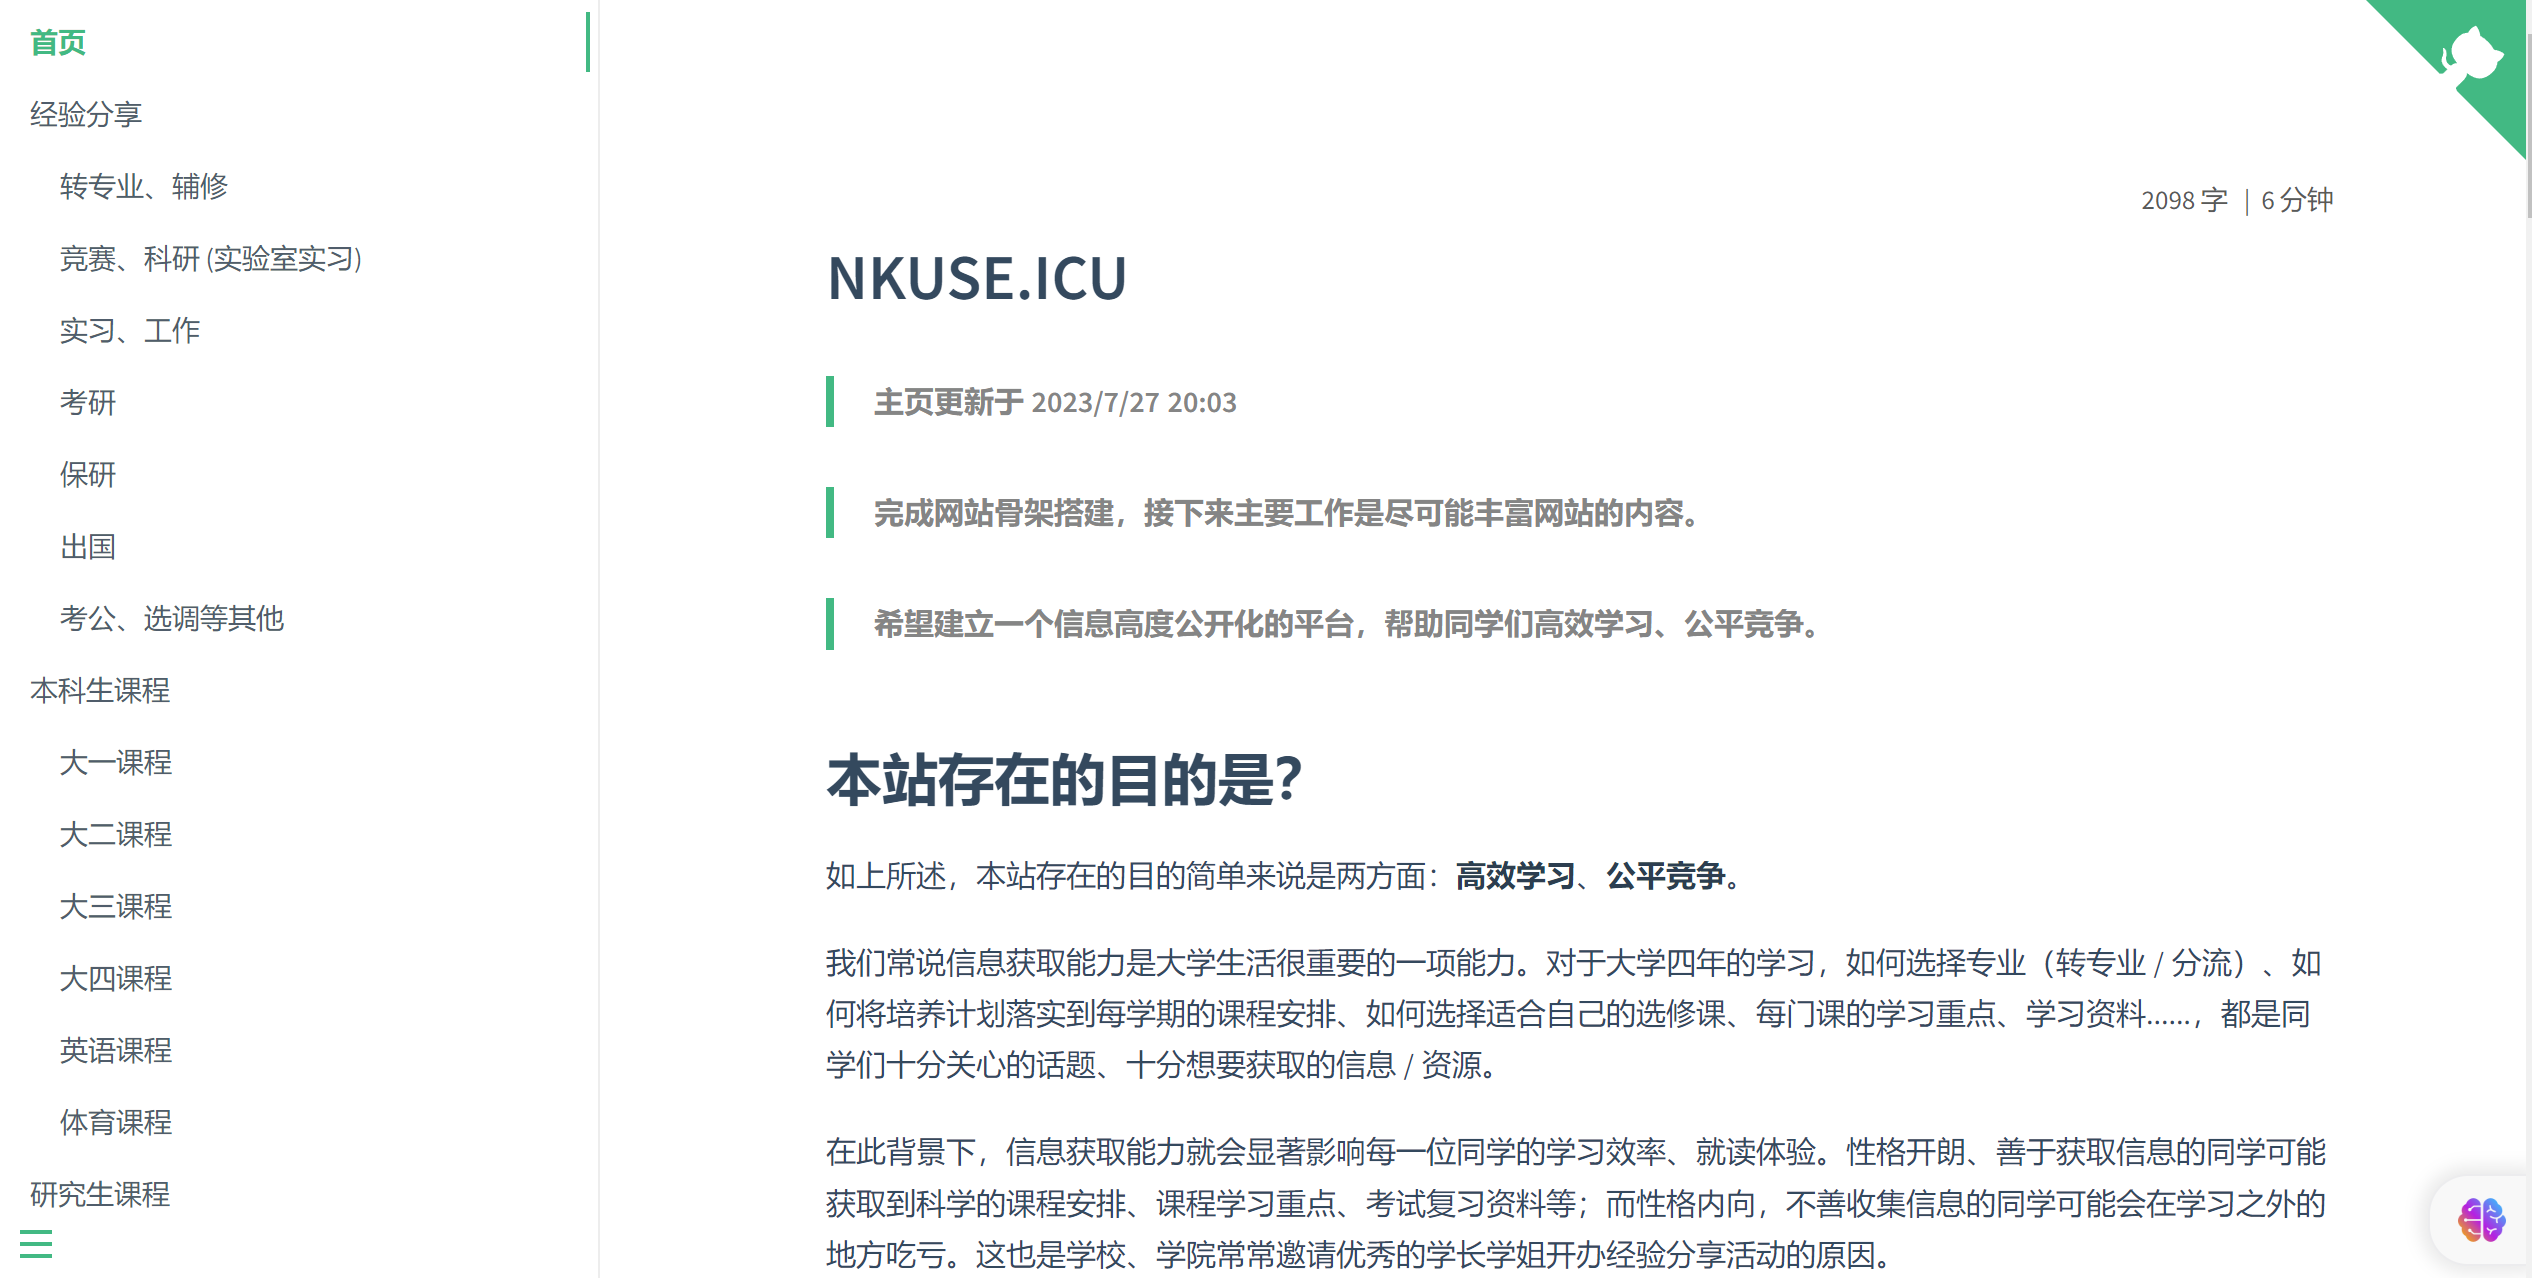 首页
经验分享
转专业、辅修
竞赛、科研 (实验室实习)
实习、工作
考研
保研
出国
考公、选调等其他
本科生课程
大一课程
大二课程
大三课程
大四课程
英语课程
体育课程
研究生课程
2098 字 | 6 分钟
NKUSE.ICU
主页更新于 2023/7/27 20:03
完成网站骨架搭建，接下来主要工作是尽可能丰富网站的内容。
希望建立一个信息高度公开化的平台，帮助同学们高效学习、公平竞争。
本站存在的目的是？
如上所述，本站存在的目的简单来说是两方面：高效学习、公平竞争。
我们常说信息获取能力是大学生活很重要的一项能力。对于大学四年的学习，如何选择专业（转专业 / 分流）、如
何将培养计划落实到每学期的课程安排、如何选择适合自己的选修课、每门课的学习重点、学习资料......，都是同
学们十分关心的话题、十分想要获取的信息 / 资源。
在此背景下，信息获取能力就会显著影响每一位同学的学习效率、就读体验。性格开朗、善于获取信息的同学可能
获取到科学的课程安排、课程学习重点、考试复习资料等；而性格内向，不善收集信息的同学可能会在学习之外的
地方吃亏。这也是学校、学院常常邀请优秀的学长学姐开办经验分享活动的原因。